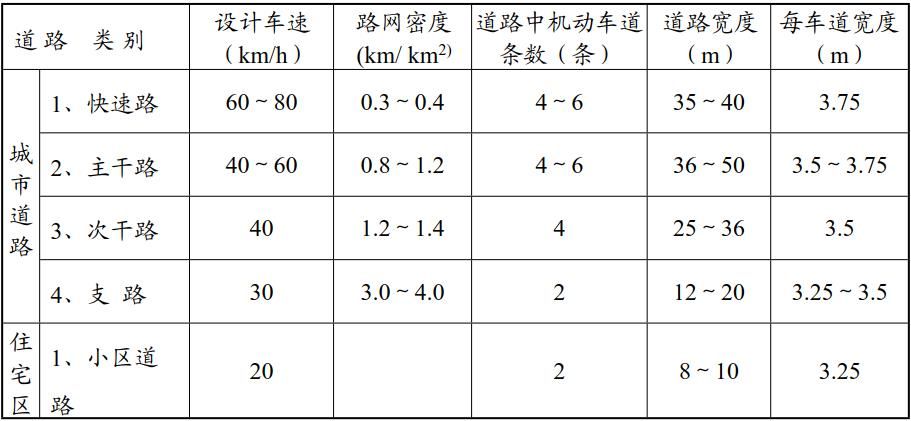 道路 类别 设计车速（km/h） 路网密度(km/ km2) 道路中机动车道条数（条） 道路宽度（m） 每车道宽度（m）
城市道路
1、快速路 60～80 0.3～0.4 4～6 35～40 3.75
2、主干路 40～60 0.8～1.2 4～6 36～50 3.5～3.75
3、次干路 40 1.2～1.4 4 25～36 3.5
4、支 路 30 3.0～4.0 2 12～20 3.25～3.5
住宅区
1、小区道路 20 2 8～10 3.25